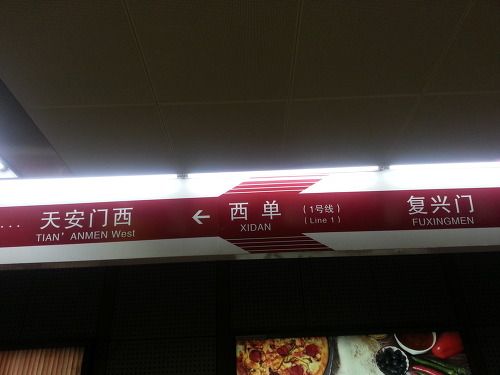 ... 天安门西
TIAN'ANMEN West
← 西单 (1号线)
XIDAN (Line 1)
复兴门
FUXINGMEN